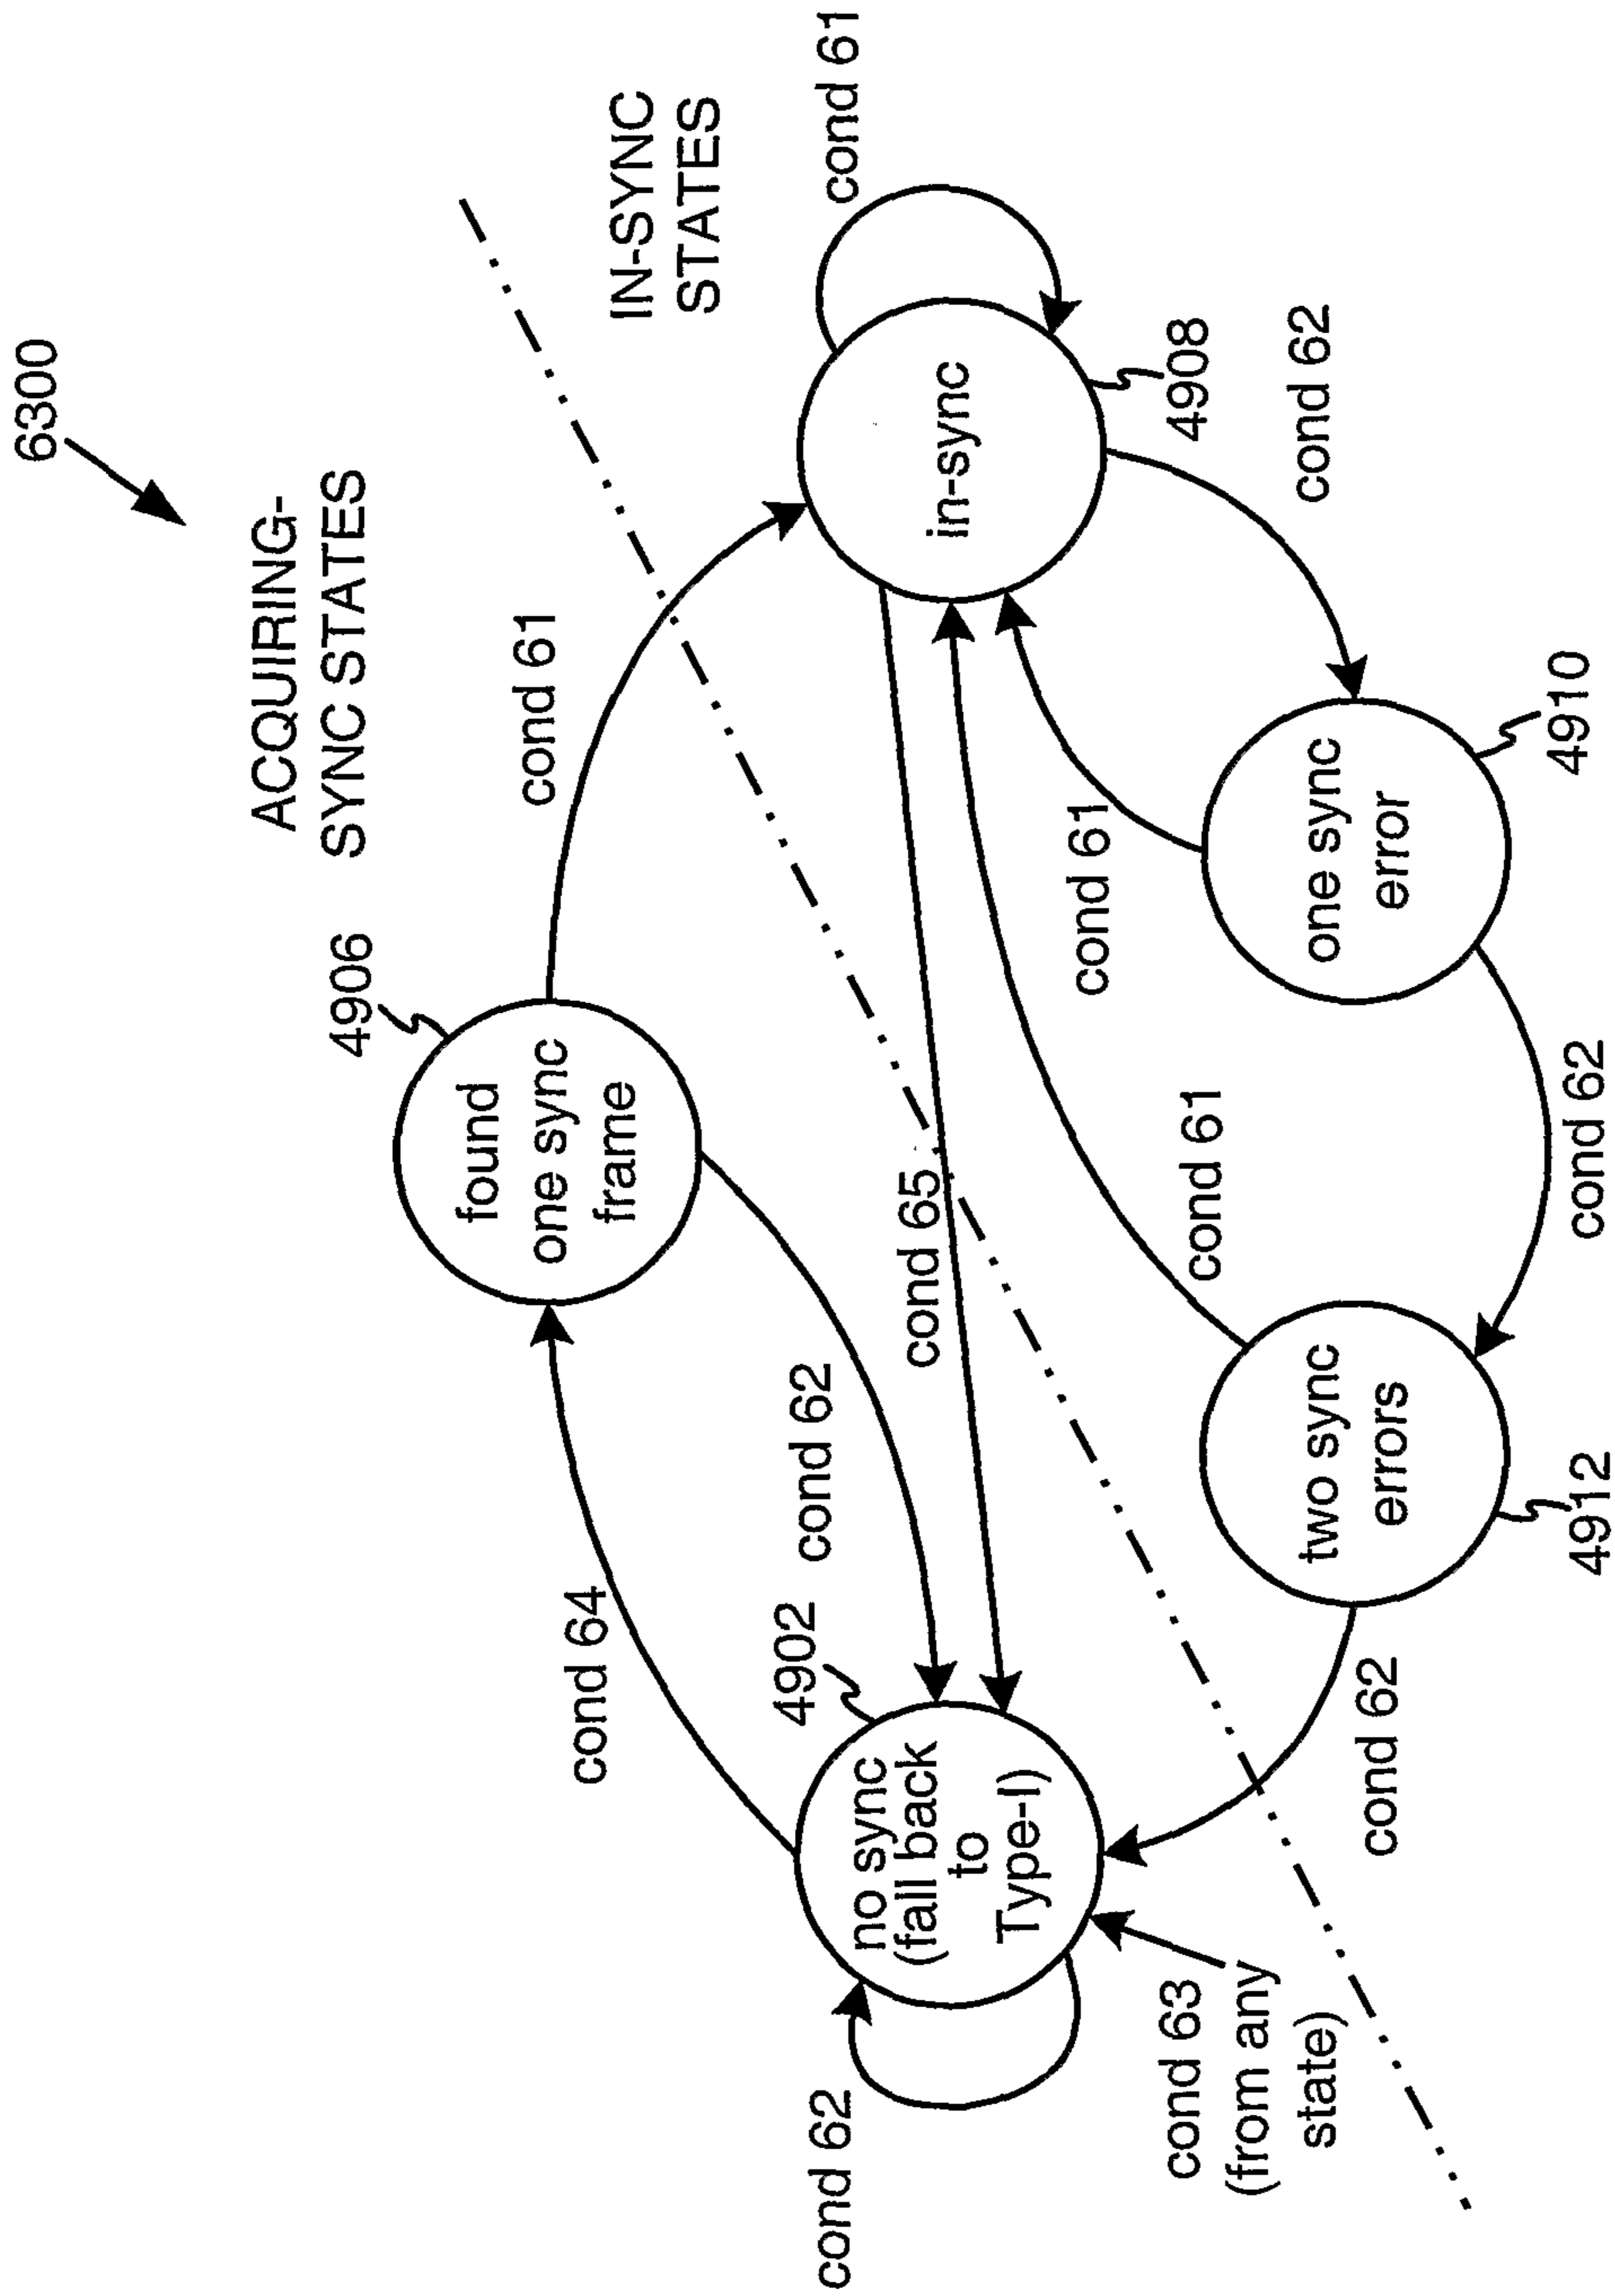 6300
ACQUIRING-
SYNC STATES
IN-SYNC
STATES
4906
found
one sync
frame
cond 61
cond 64
cond 62
4902
no sync
(fall back
to
Type-I)
cond 62
cond 63
(from any
state)
cond 65
in-sync
cond 61
4908
cond 62
cond 61
cond 61
one sync
error
4910
cond 62
two sync
errors
4912
cond 62